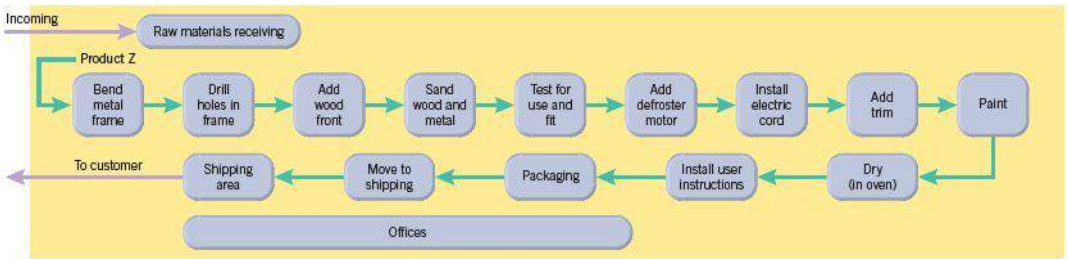 Incoming
Raw materials receiving
Product Z
Bend
metal
frame
Drill
holes in
frame
Add
wood
front
Sand
wood and
metal
Test for
use and
fit
Add
defroster
motor
Install
electric
cord
Add
trim
Paint
To customer
Shipping
area
Move to
shipping
Packaging
Install user
instructions
Dry
(in oven)
Offices